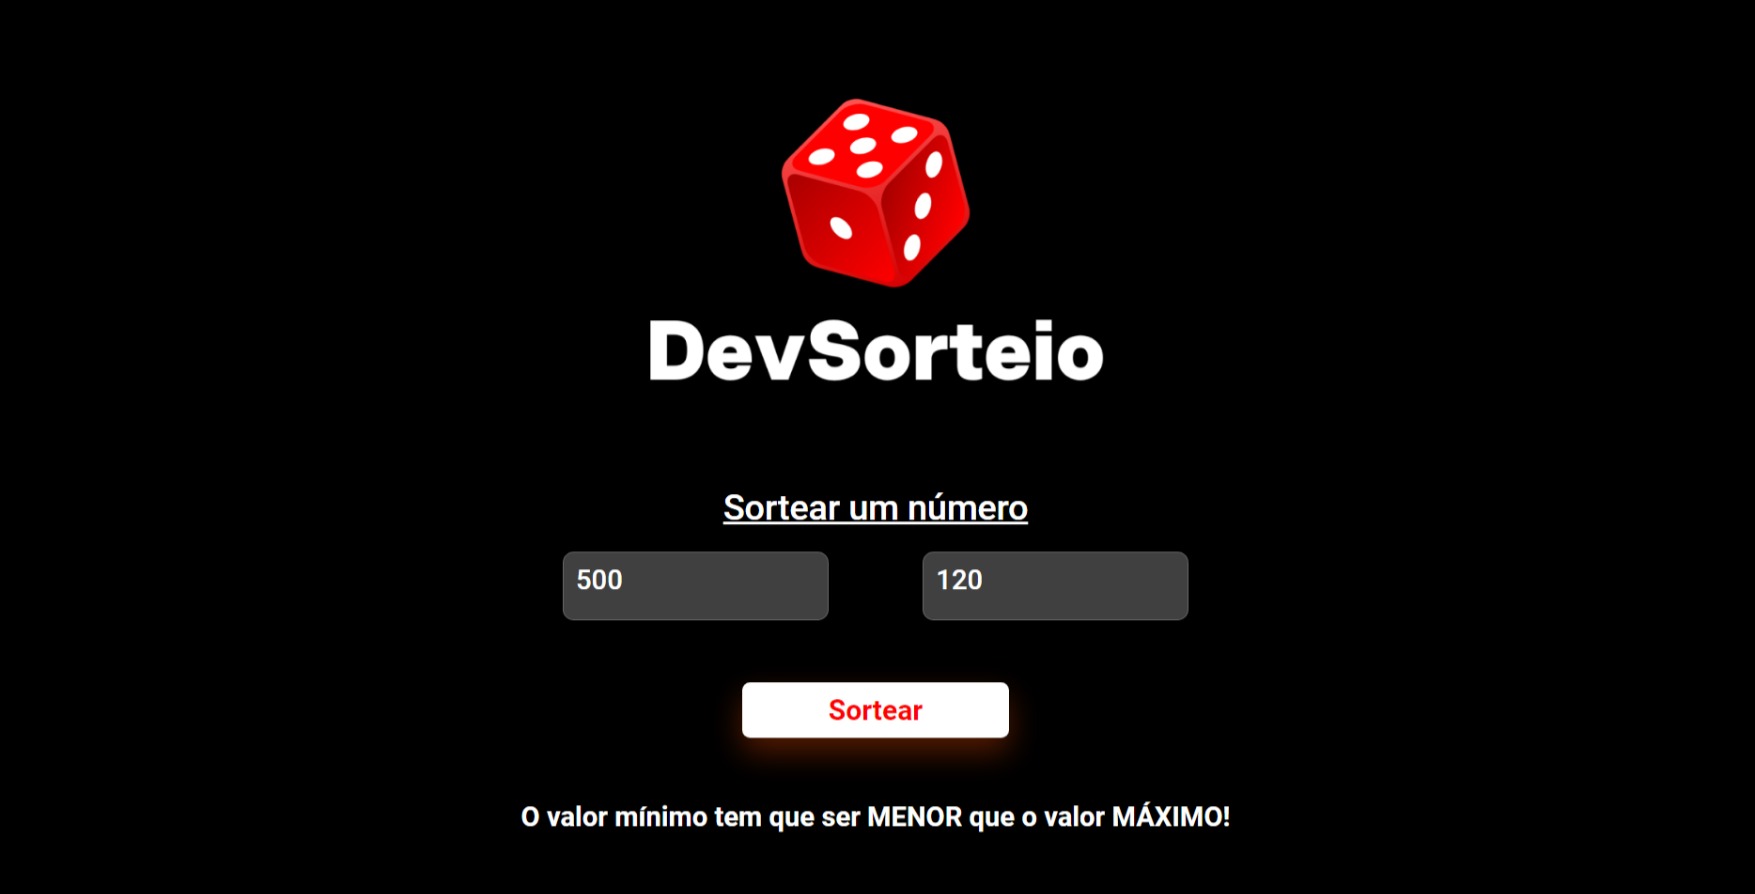 DevSorteio
Sortear um número
500 120
Sortear
O valor mínimo tem que ser MENOR que o valor MÁXIMO!